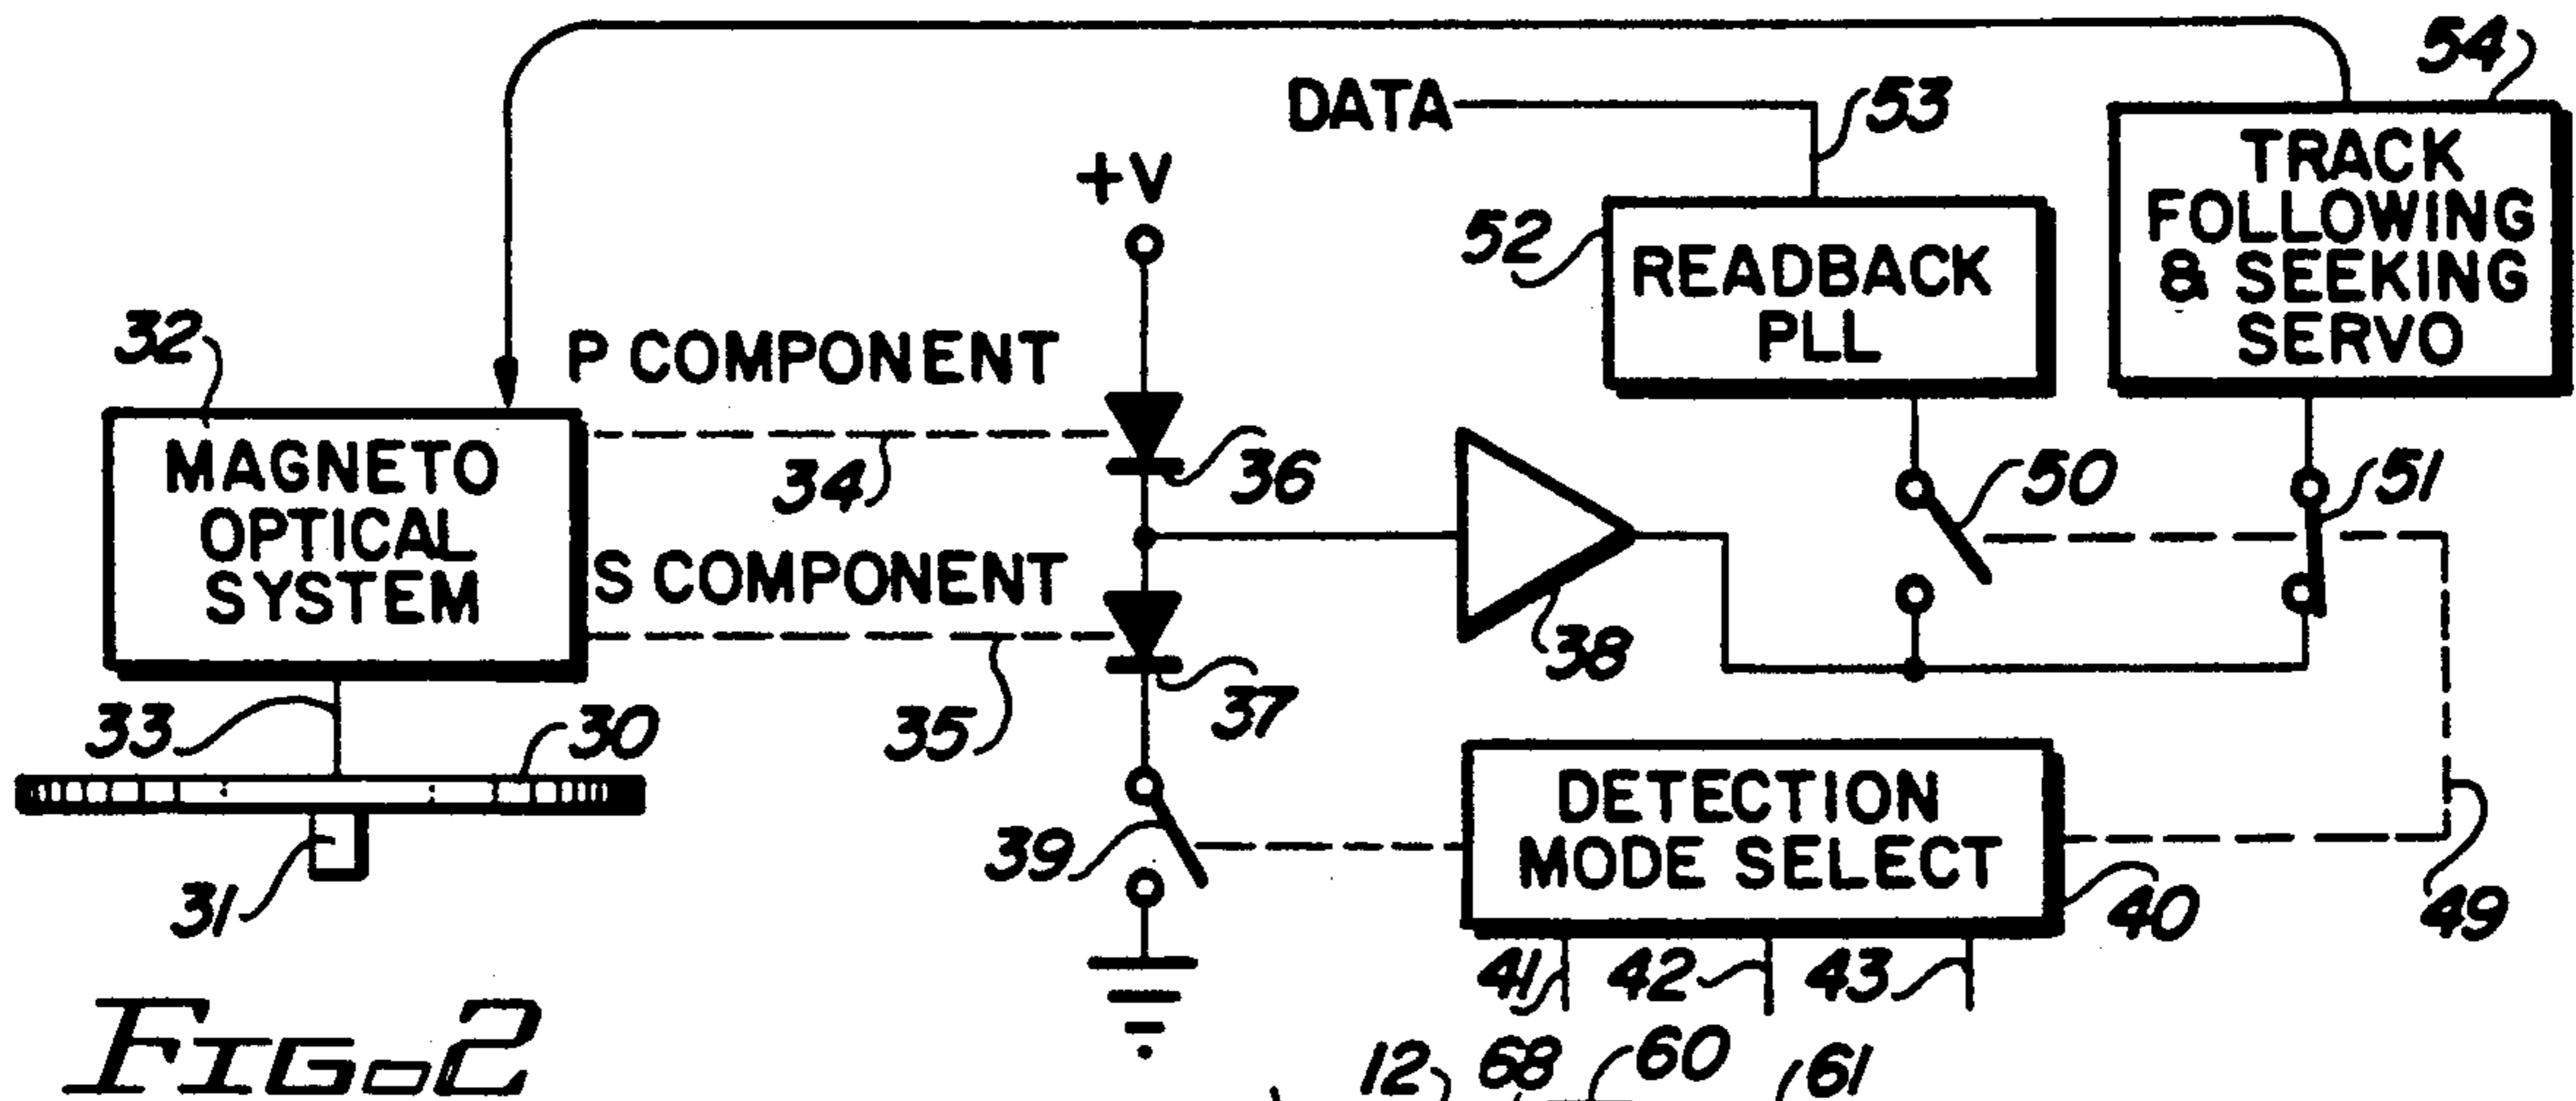 54
DATA
53
+V
TRACK
FOLLOWING
& SEEKING
SERVO
52
READBACK
PLL
32
P COMPONENT
MAGNETO
OPTICAL
SYSTEM
34
36
50
51
S COMPONENT
38
33
30
35
37
DETECTION
MODE SELECT
39
31
40
49
41
42
43
FIG-2
12
68
60
61